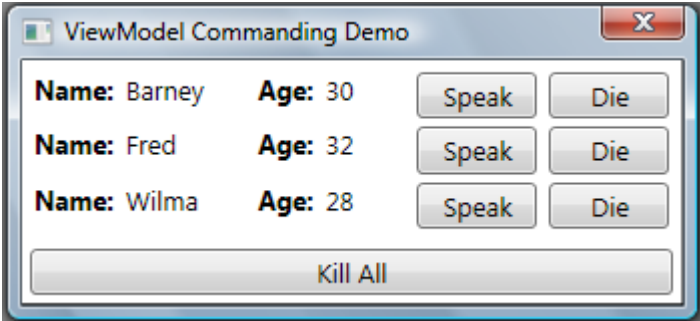 ViewModel Commanding Demo
Name: Barney Age: 30 Speak Die
Name: Fred Age: 32 Speak Die
Name: Wilma Age: 28 Speak Die
Kill All